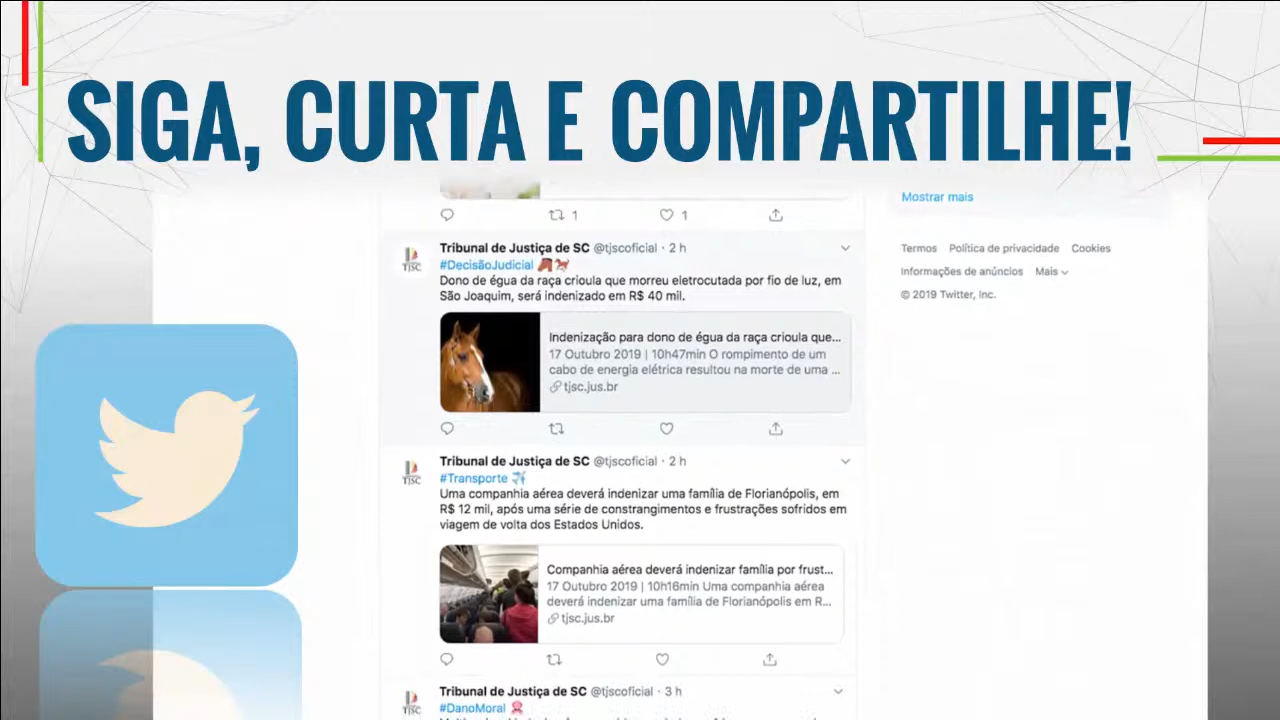 SIGA, CURTA E COMPARTILHE!
1 1
Mostrar mais
Termos Política de privacidade Cookies
Informações de anúncios Mais
© 2019 Twitter, Inc.
TJSC
Tribunal de Justiça de SC @tjscoficial · 2 h
#DecisãoJudicial
Dono de égua da raça crioula que morreu eletrocutada por fio de luz, em
São Joaquim, será indenizado em R$ 40 mil.
Indenização para dono de égua da raça crioula que...
17 Outubro 2019 | 10h47min O rompimento de um
cabo de energia elétrica resultou na morte de uma ...
tjsc.jus.br
TJSC
Tribunal de Justiça de SC @tjscoficial · 2 h
#Transporte
Uma companhia aérea deverá indenizar uma família de Florianópolis, em
R$ 12 mil, após uma série de constrangimentos e frustrações sofridos em
viagem de volta dos Estados Unidos.
Companhia aérea deverá indenizar família por frust...
17 Outubro 2019 | 10h16min Uma companhia aérea
deverá indenizar uma família de Florianópolis em R...
tjsc.jus.br
TJSC
Tribunal de Justiça de SC @tjscoficial · 3 h
#DanoMoral